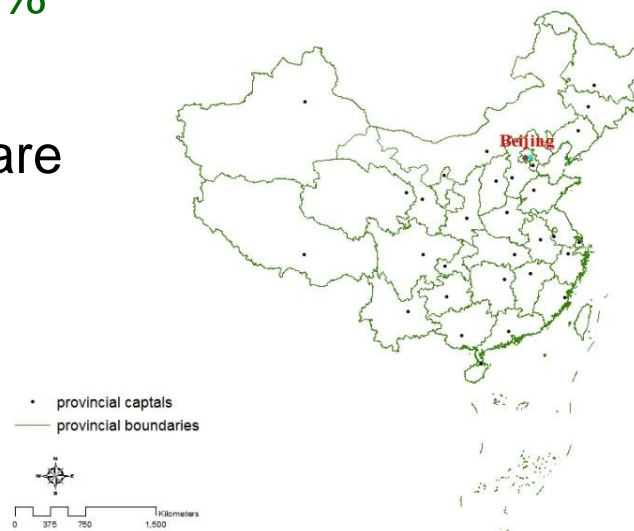 %
are
Beijing
provincial captals
provincial boundaries
N
W E
S
Kilometers
0 375 750 1,500